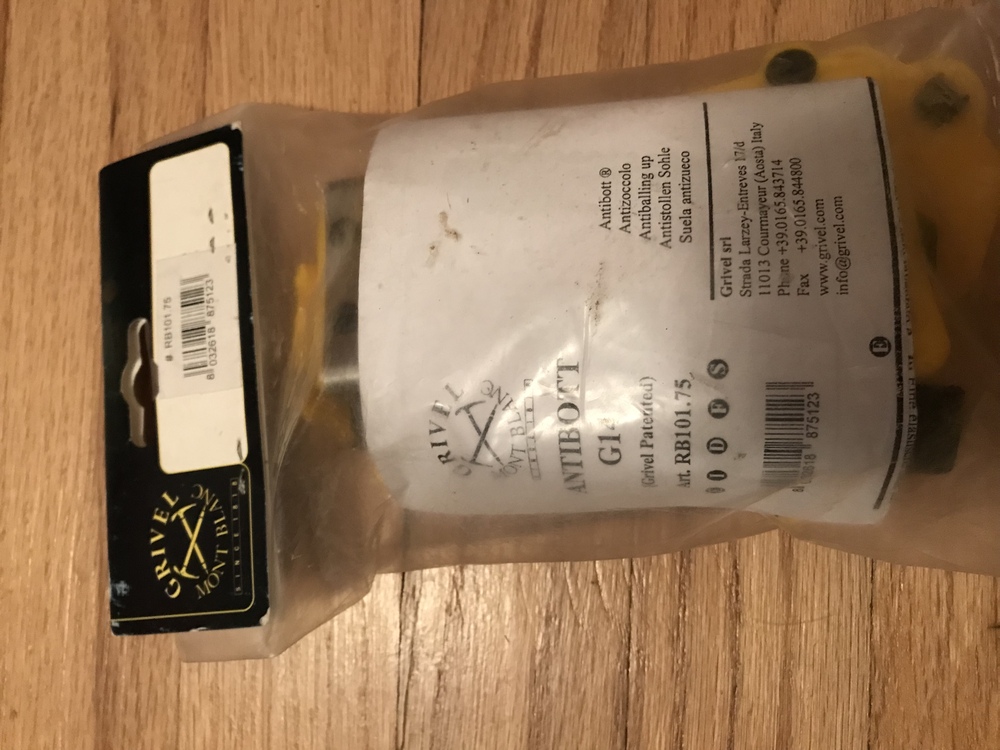 # RB101.75
8 032618 875123
GRIVEL
MONT BLANC
GRIVEL
MONT BLANC
ANTIBOTT
(Grivel Patented)
Art. RB101.75
D F S
875123
Antibott ®
Antizoccolo
Antiballing up
Antistollen Sohle
Suela antizueco
Grivel srl
Strada Larzey-Entreves 17/d
11013 Courmayeur (Aosta) Italy
Phone +39.0165.843714
Fax +39.0165.844800
www.grivel.com
info@grivel.com
E